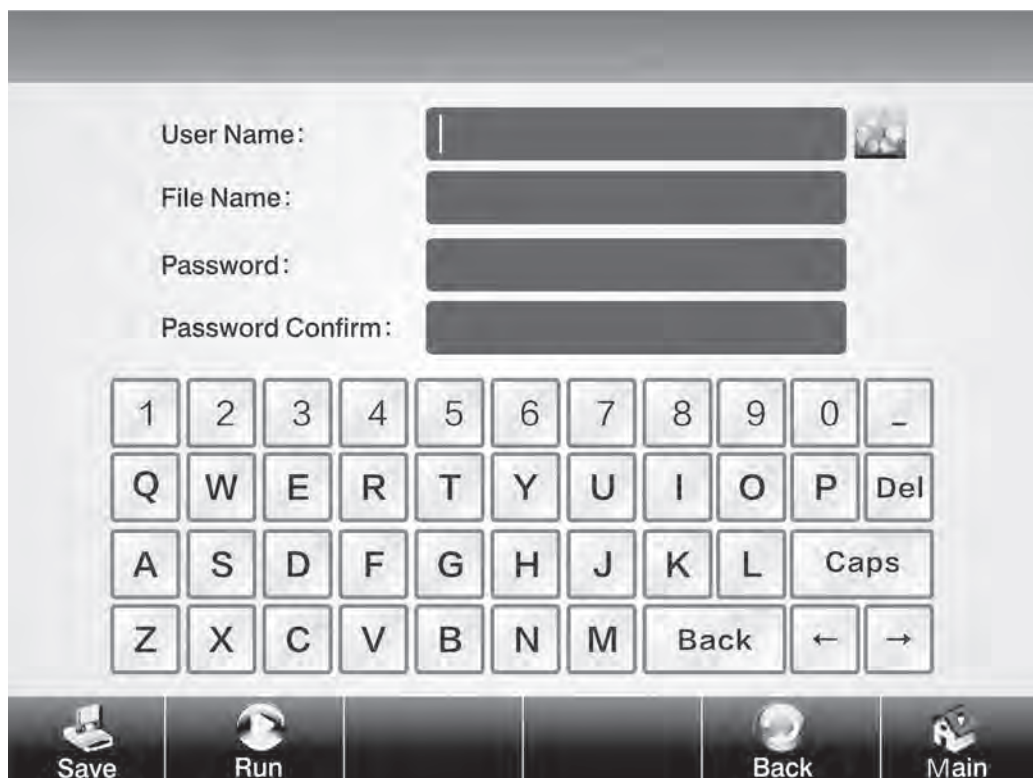 User Name:
File Name:
Password:
Password Confirm:
1 2 3 4 5 6 7 8 9 0 _
Q W E R T Y U I O P Del
A S D F G H J K L Caps
Z X C V B N M Back ← →
Save Run Back Main